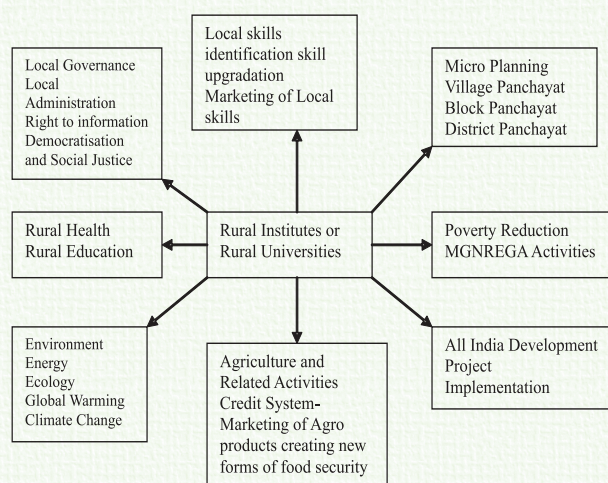 Local Governance
Local
Administration
Right to information
Democratisation
and Social Justice
Local skills
identification skill
upgradation
Marketing of Local
skills
Micro Planning
Village Panchayat
Block Panchayat
District Panchayat
Rural Health
Rural Education
Rural Institutes or
Rural Universities
Poverty Reduction
MGNREGA Activities
Environment
Energy
Ecology
Global Warming
Climate Change
Agriculture and
Related Activities
Credit System-
Marketing of Agro
products creating new
forms of food security
All India Development
Project
Implementation